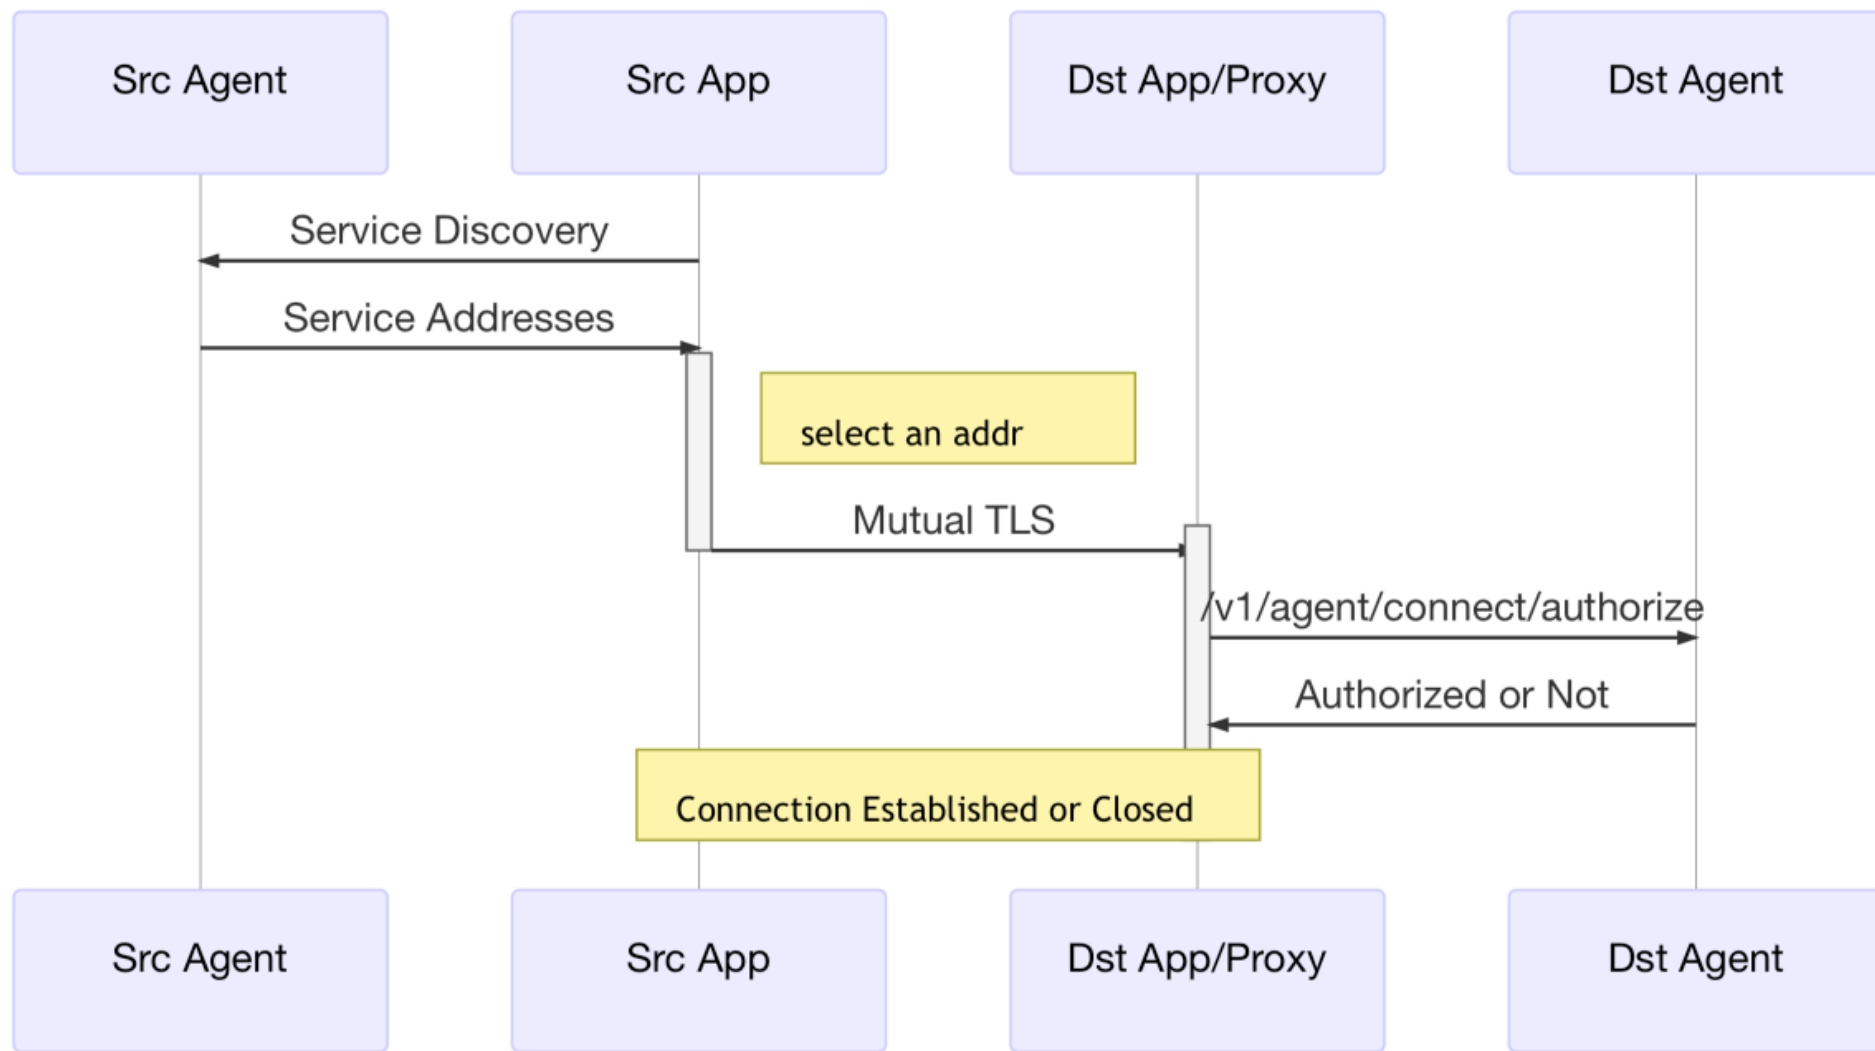 Src Agent
Src App
Dst App/Proxy
Dst Agent
Service Discovery
Service Addresses
select an addr
Mutual TLS
/v1/agent/connect/authorize
Authorized or Not
Connection Established or Closed
Src Agent
Src App
Dst App/Proxy
Dst Agent